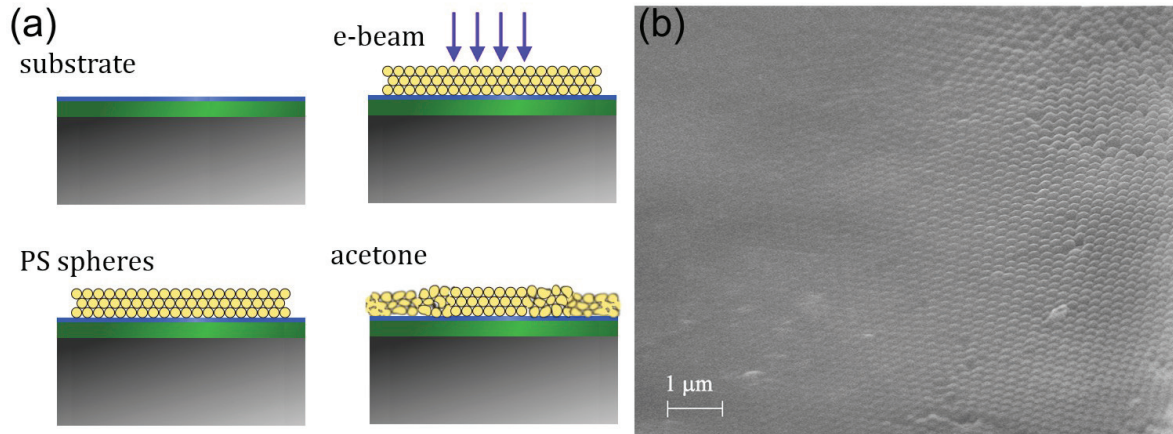 (a)
substrate
e-beam
PS spheres
acetone
(b)
1 μm